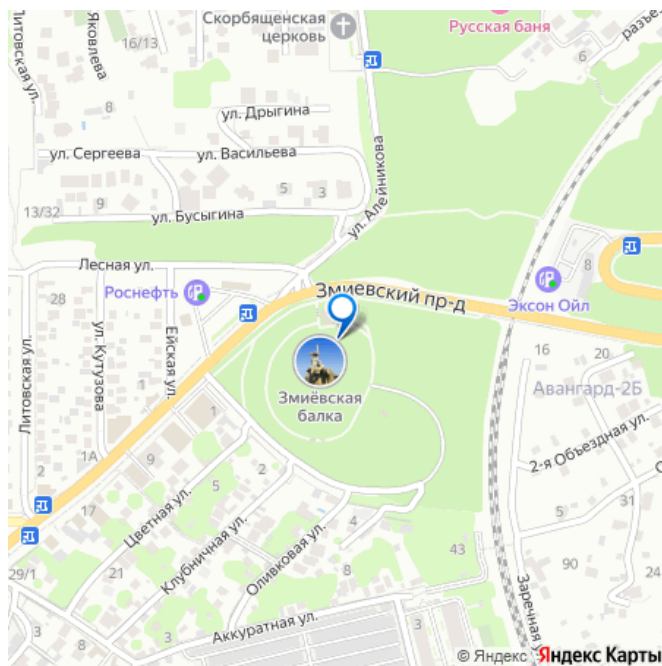 Литовская ул.
Яковлева
16/13
Скорбященская
церковь
Русская баня
разъе
6
8
ул. Дрыгина
ул. Сергеева
ул. Васильева
9
5
3
13/32
ул. Бусыгина
ул. Алейникова
Лесная ул.
Роснефть
Змиевский пр-д
Эксон Ойл
8
28
Литовская ул.
ул. Кутузова
Ейская ул.
Змиёвская
балка
16
20
Авангард-2Б
2-я Объездная ул.
1
1А
9
2
5
2
17
Цветная ул.
Клубничная ул.
Оливковая ул.
4
5
31
43
21
29/1
8
90
24
3
8
3
3
Аккуратная ул.
Заречная у
© Яндекс Яндекс Карты